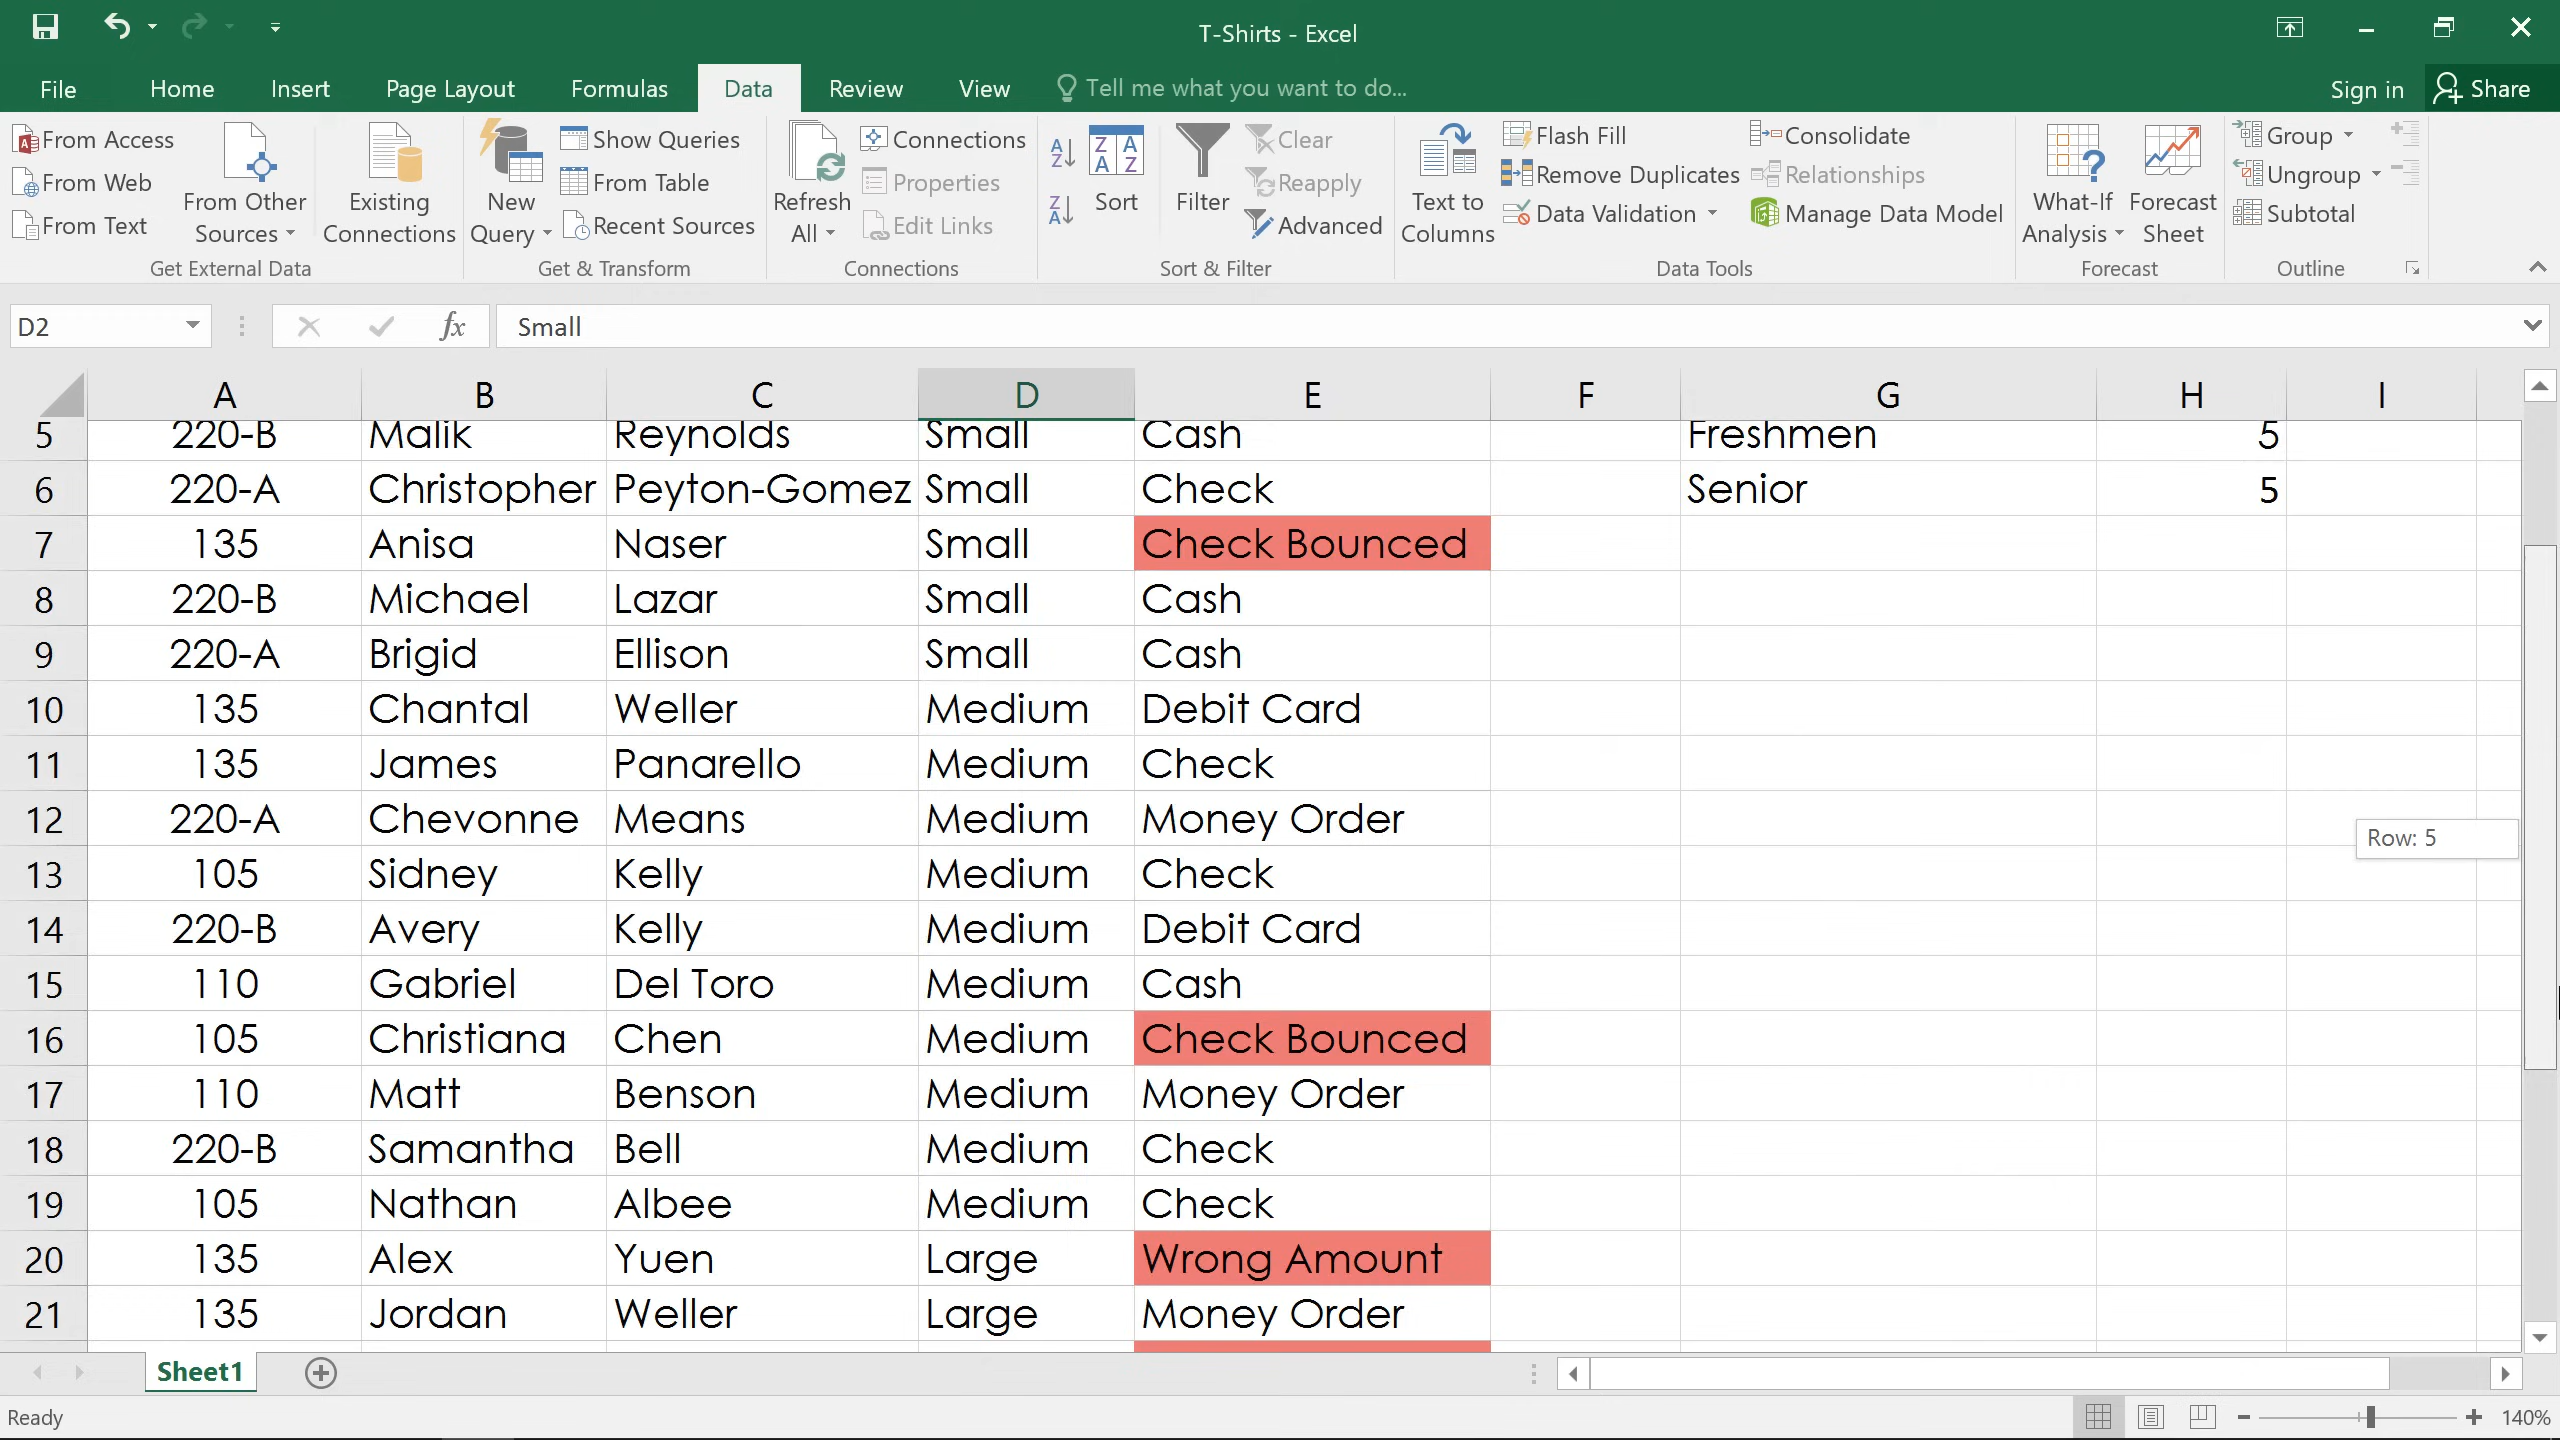 T-Shirts - Excel
File Home Insert Page Layout Formulas Data Review View Tell me what you want to do... Sign in Share
From Access
From Web
From Text
From Other Sources
Existing Connections
Get External Data
New Query
Show Queries
From Table
Recent Sources
Get & Transform
Refresh All
Connections
Properties
Edit Links
Connections
Sort
Filter
Clear
Reapply
Advanced
Sort & Filter
Text to Columns
Flash Fill
Remove Duplicates
Data Validation
Consolidate
Relationships
Manage Data Model
Data Tools
What-If Analysis
Forecast Sheet
Forecast
Group
Ungroup
Subtotal
Outline
D2 fx Small
A B C D E F G H I
5 220-B Malik Reynolds Small Cash Freshmen 5
6 220-A Christopher Peyton-Gomez Small Check Senior 5
7 135 Anisa Naser Small Check Bounced
8 220-B Michael Lazar Small Cash
9 220-A Brigid Ellison Small Cash
10 135 Chantal Weller Medium Debit Card
11 135 James Panarello Medium Check
12 220-A Chevonne Means Medium Money Order
Row: 5
13 105 Sidney Kelly Medium Check
14 220-B Avery Kelly Medium Debit Card
15 110 Gabriel Del Toro Medium Cash
16 105 Christiana Chen Medium Check Bounced
17 110 Matt Benson Medium Money Order
18 220-B Samantha Bell Medium Check
19 105 Nathan Albee Medium Check
20 135 Alex Yuen Large Wrong Amount
21 135 Jordan Weller Large Money Order
Sheet1
Ready 140%